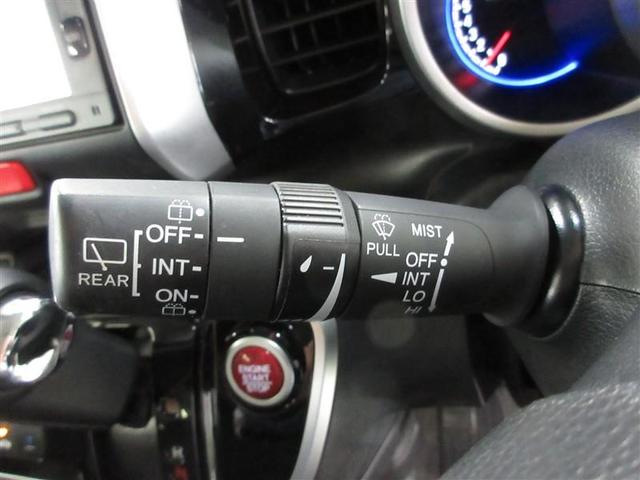 REAR
OFF
INT
ON
PULL
MIST
OFF
INT
LO
HI
ENGINE
START
STOP